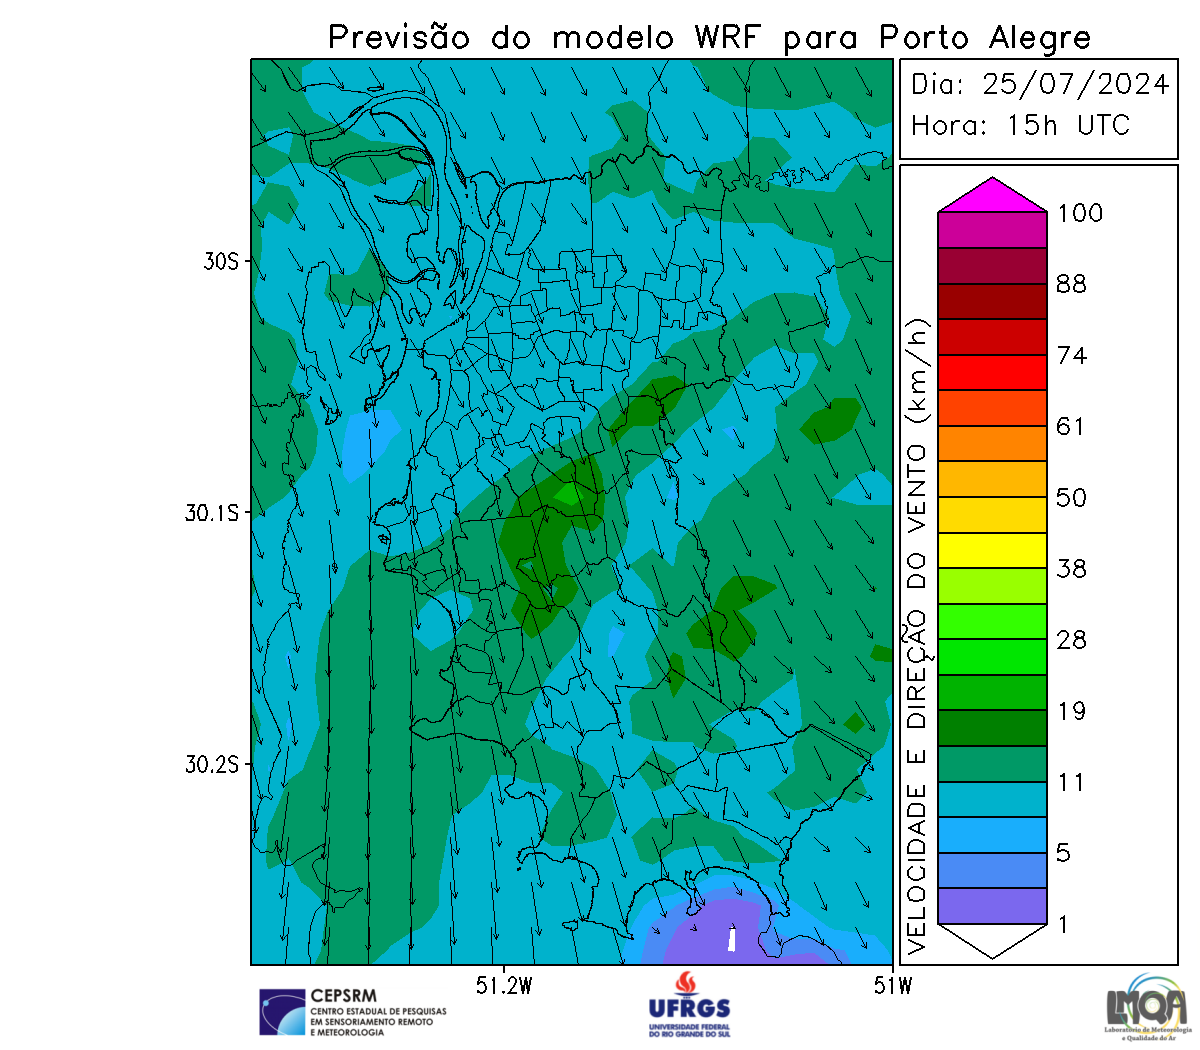 Previsão do modelo WRF para Porto Alegre
Dia: 25/07/2024
Hora: 15h UTC
30S
30.1S
30.2S
51.2W
51W
VELOCIDADE E DIREÇÃO DO VENTO (km/h)
100
88
74
61
50
38
28
19
11
5
1
CEPSRM
CENTRO ESTADUAL DE PESQUISAS
EM SENSORIAMENTO REMOTO
E METEOROLOGIA
UFRGS
UNIVERSIDADE FEDERAL
DO RIO GRANDE DO SUL
LMQA
Laboratório de Meteorologia
e Qualidade do Ar